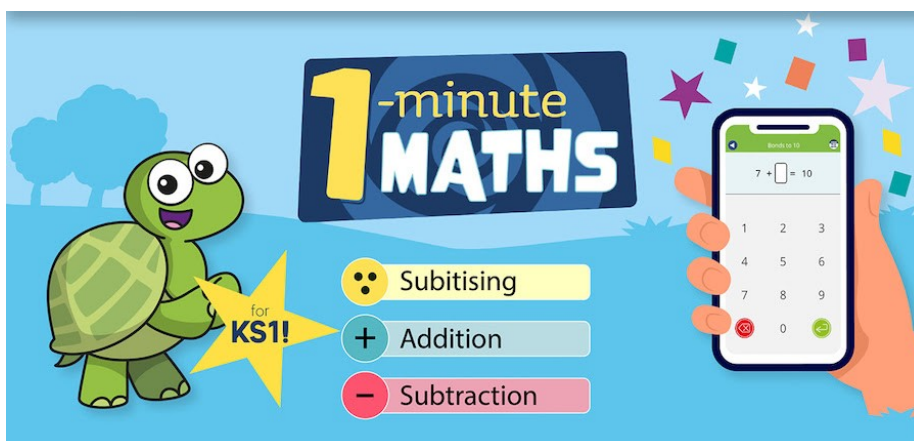 1-minute
MATHS
for
KS1!
Subitising
+ Addition
− Subtraction
Bonds to 10
7 + = 10
1 2 3
4 5 6
7 8 9
0